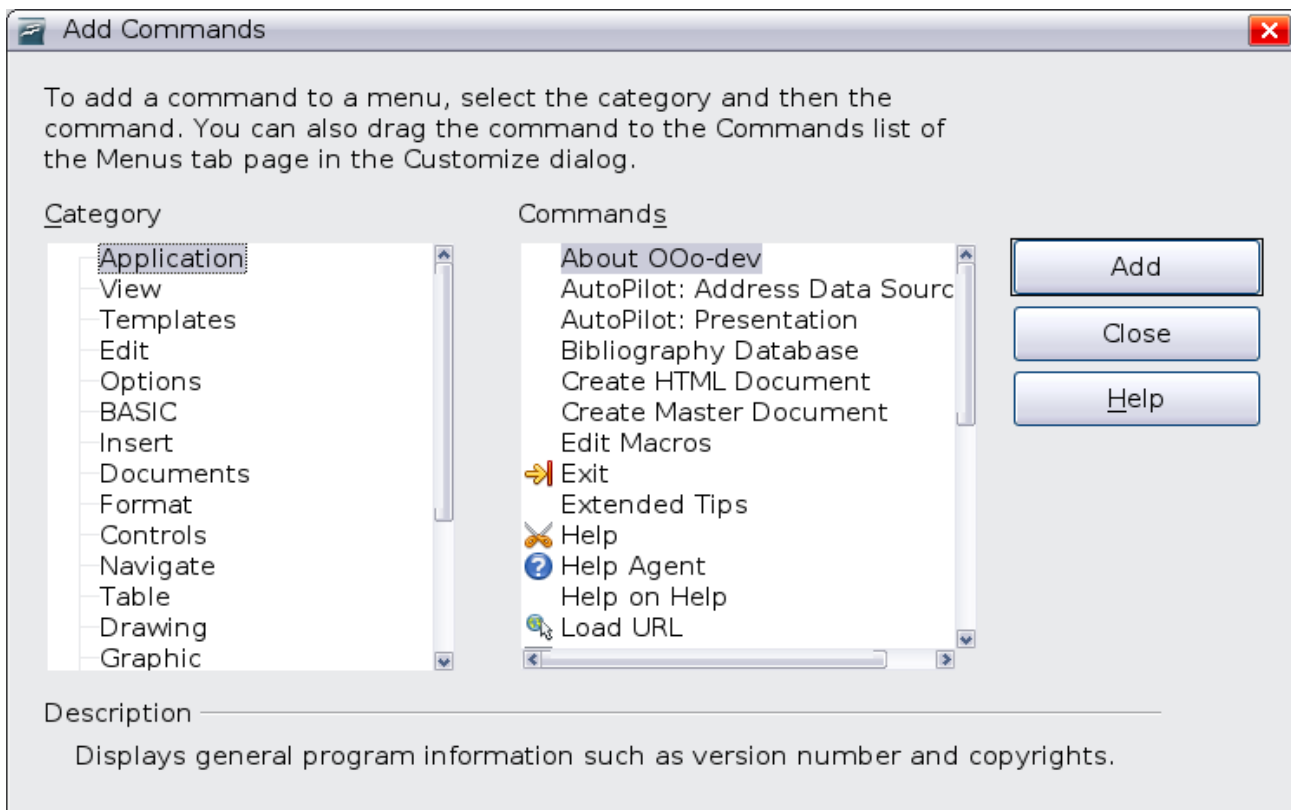 Add Commands
To add a command to a menu, select the category and then the
command. You can also drag the command to the Commands list of
the Menus tab page in the Customize dialog.
Category
Application
View
Templates
Edit
Options
BASIC
Insert
Documents
Format
Controls
Navigate
Table
Drawing
Graphic
Commands
About OOo-dev
AutoPilot: Address Data Sourc
AutoPilot: Presentation
Bibliography Database
Create HTML Document
Create Master Document
Edit Macros
Exit
Extended Tips
Help
Help Agent
Help on Help
Load URL
Add
Close
Help
Description
Displays general program information such as version number and copyrights.